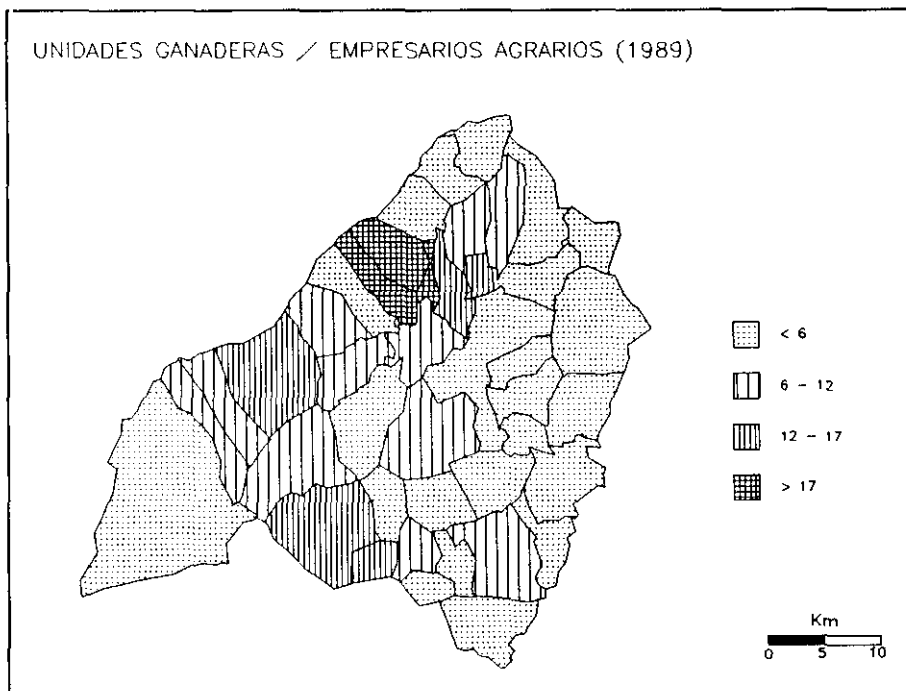 UNIDADES GANADERAS / EMPRESARIOS AGRARIOS (1989)
< 6
6 - 12
12 - 17
> 17
Km
0 5 10